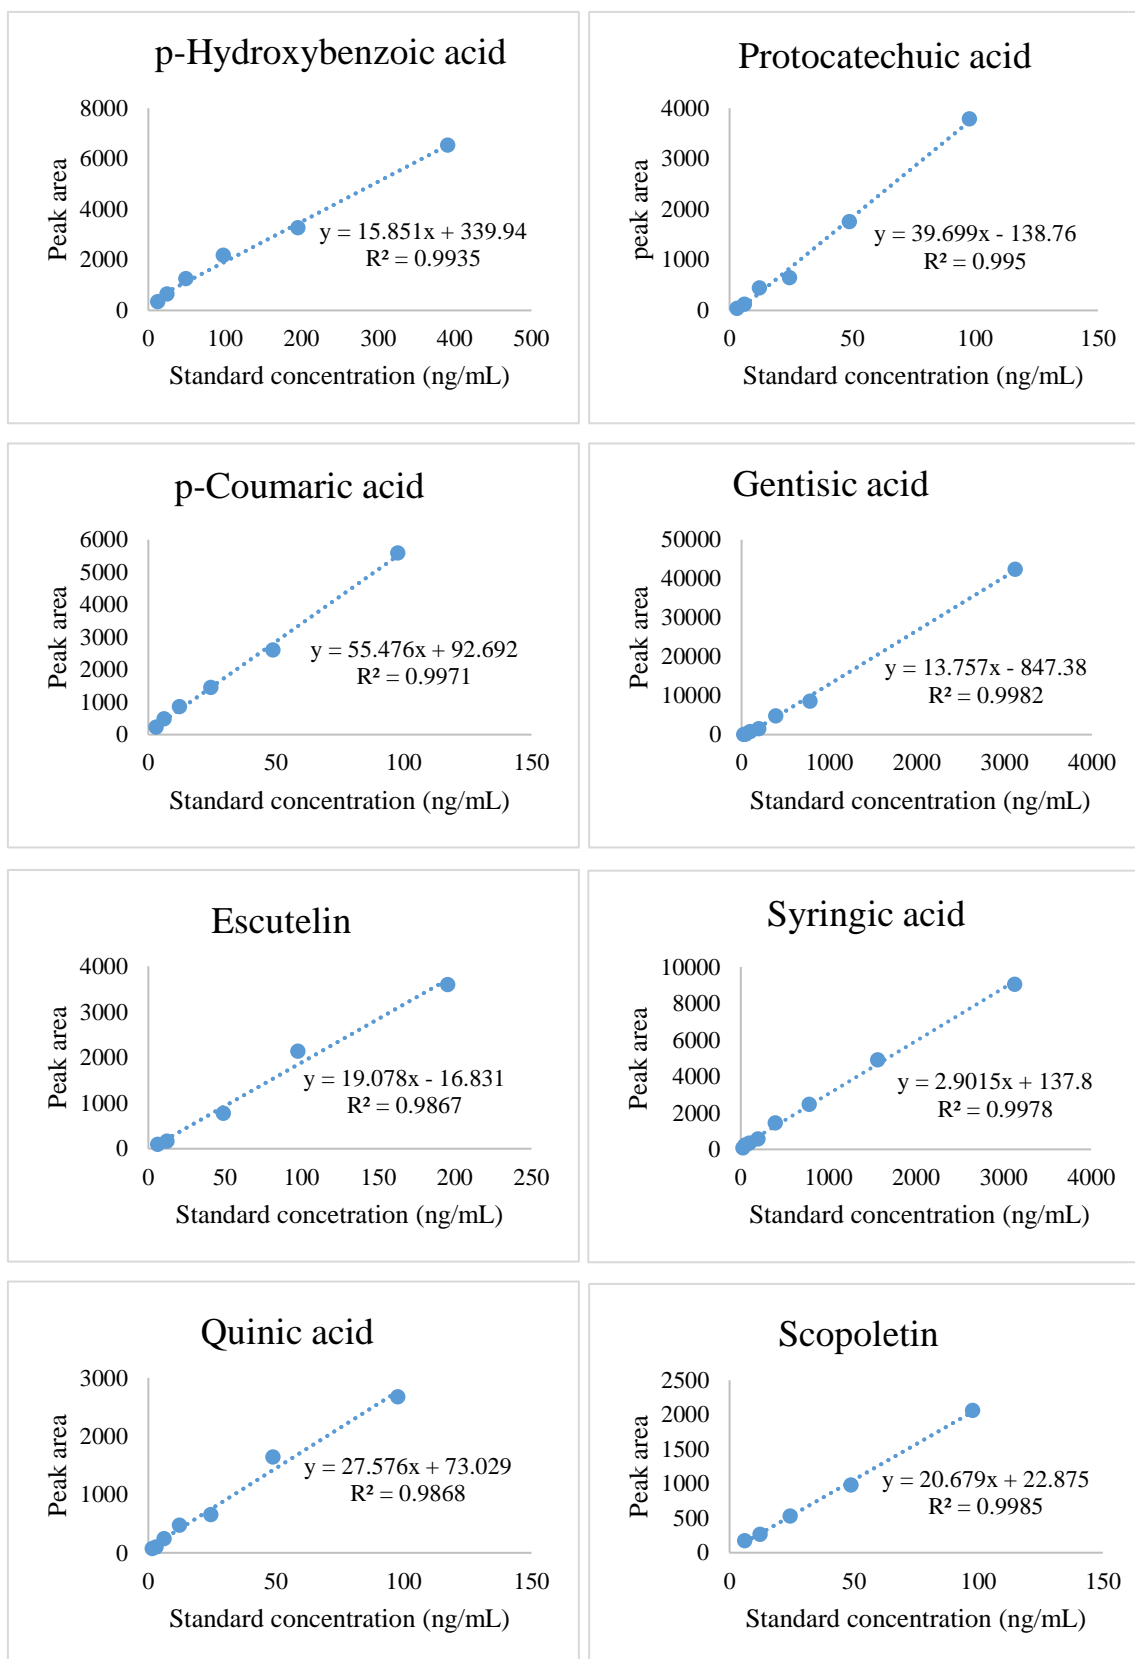 p-Hydroxybenzoic acid
Peak area
8000
6000
4000
2000
0
y = 15.851x + 339.94
R² = 0.9935
0 100 200 300 400 500
Standard concentration (ng/mL)
Protocatechuic acid
peak area
4000
3000
2000
1000
0
y = 39.699x - 138.76
R² = 0.995
0 50 100 150
Standard concentration (ng/mL)
p-Coumaric acid
Peak area
6000
5000
4000
3000
2000
1000
0
y = 55.476x + 92.692
R² = 0.9971
0 50 100 150
Standard concentration (ng/mL)
Gentisic acid
Peak area
50000
40000
30000
20000
10000
0
y = 13.757x - 847.38
R² = 0.9982
0 1000 2000 3000 4000
Standard concentration (ng/mL)
Escutelin
Peak area
4000
3000
2000
1000
0
y = 19.078x - 16.831
R² = 0.9867
0 50 100 150 200 250
Standard concetration (ng/mL)
Syringic acid
Peak area
10000
8000
6000
4000
2000
0
y = 2.9015x + 137.8
R² = 0.9978
0 1000 2000 3000 4000
Standard concentration (ng/mL)
Quinic acid
Peak area
3000
2000
1000
0
y = 27.576x + 73.029
R² = 0.9868
0 50 100 150
Standard concentration (ng/mL)
Scopoletin
Peak area
2500
2000
1500
1000
500
0
y = 20.679x + 22.875
R² = 0.9985
0 50 100 150
Standard concentration (ng/mL)